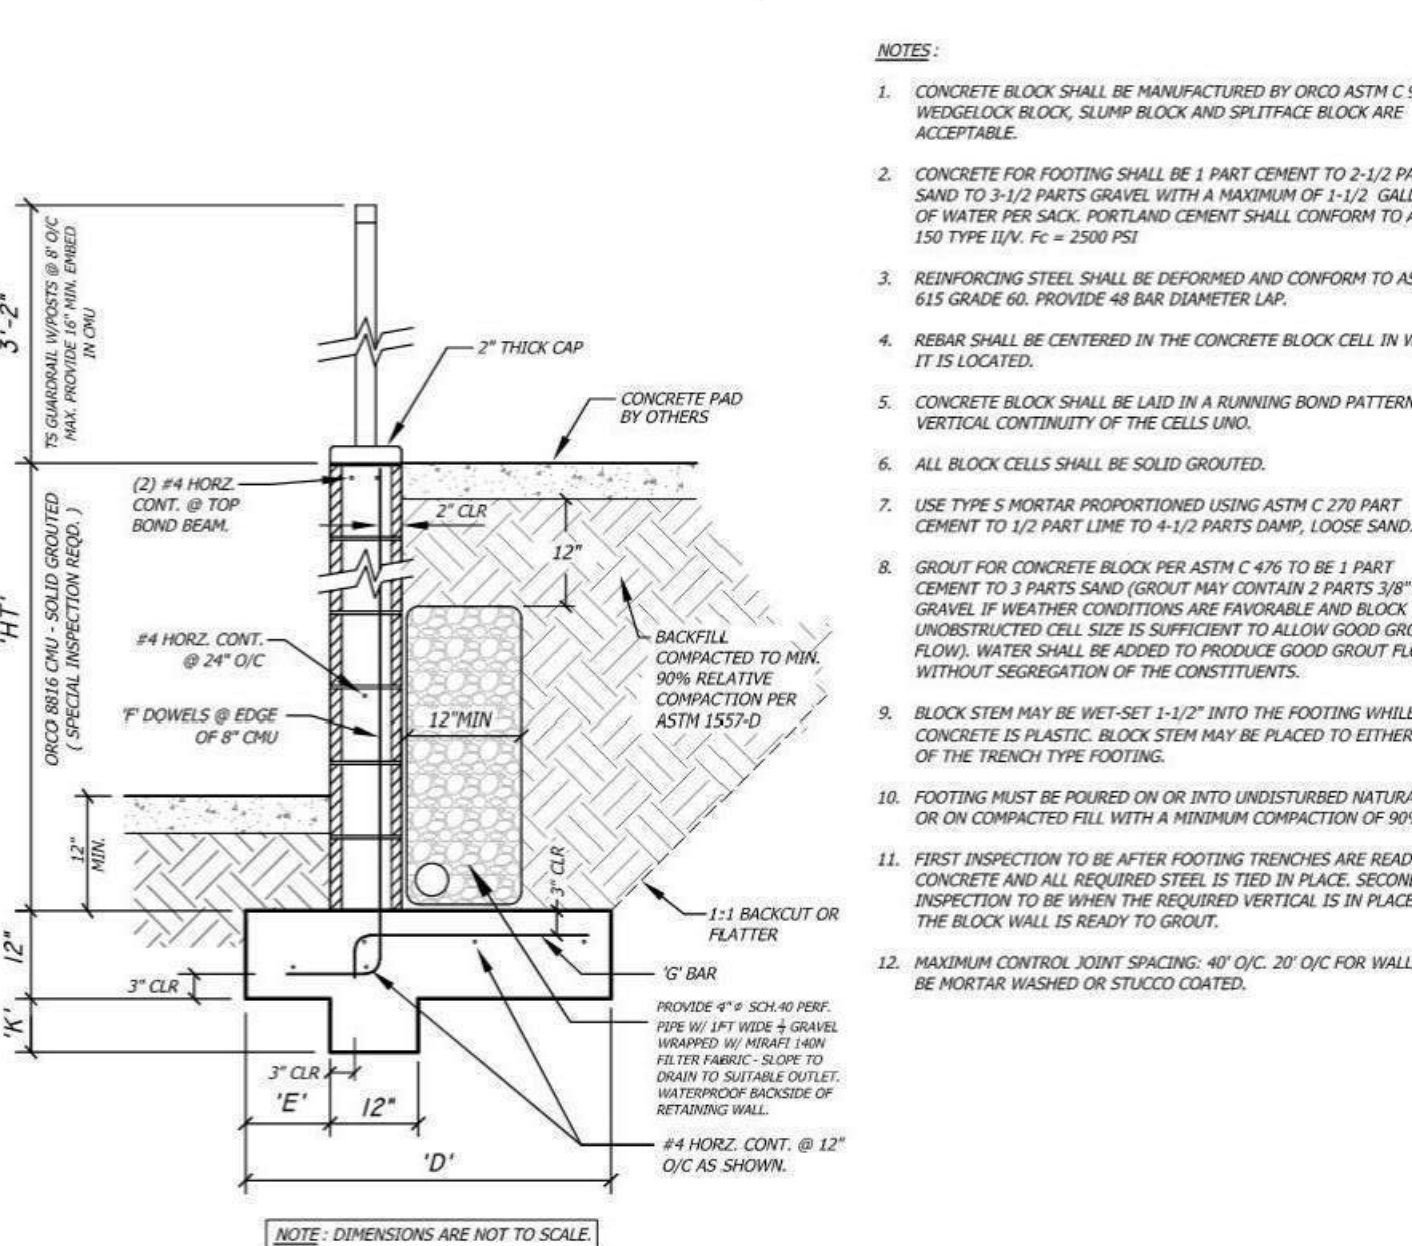 3'-2"
TS GUARDRAIL W/POSTS @ 8' O/C
MAX. PROVIDE 16" MIN. EMBED
IN CMU
2" THICK CAP
CONCRETE PAD
BY OTHERS
(2) #4 HORZ.
CONT. @ TOP
BOND BEAM.
2" CLR
12"
'HT'
ORCO 8816 CMU - SOLID GROUTED
( SPECIAL INSPECTION REQD. )
#4 HORZ. CONT.
@ 24" O/C
'F' DOWELS @ EDGE
OF 8" CMU
12"MIN
BACKFILL
COMPACTED TO MIN.
90% RELATIVE
COMPACTION PER
ASTM 1557-D
12"
MIN.
3" CLR
1:1 BACKCUT OR
FLATTER
12"
3" CLR
'G' BAR
'K'
PROVIDE 4" φ SCH.40 PERF.
PIPE W/ 1FT WIDE GRAVEL
WRAPPED W/ MIRAFI 140N
FILTER FABRIC - SLOPE TO
DRAIN TO SUITABLE OUTLET.
WATERPROOF BACKSIDE OF
RETAINING WALL.
3" CLR
'E'
12"
#4 HORZ. CONT. @ 12"
O/C AS SHOWN.
'D'
NOTE : DIMENSIONS ARE NOT TO SCALE.
NOTES :
1. CONCRETE BLOCK SHALL BE MANUFACTURED BY ORCO ASTM C
WEDGELOCK BLOCK, SLUMP BLOCK AND SPLITFACE BLOCK ARE
ACCEPTABLE.
2. CONCRETE FOR FOOTING SHALL BE 1 PART CEMENT TO 2-1/2
SAND TO 3-1/2 PARTS GRAVEL WITH A MAXIMUM OF 1-1/2 GALL
OF WATER PER SACK. PORTLAND CEMENT SHALL CONFORM TO
150 TYPE II/V. Fc = 2500 PSI
3. REINFORCING STEEL SHALL BE DEFORMED AND CONFORM TO
615 GRADE 60. PROVIDE 48 BAR DIAMETER LAP.
4. REBAR SHALL BE CENTERED IN THE CONCRETE BLOCK CELL IN
IT IS LOCATED.
5. CONCRETE BLOCK SHALL BE LAID IN A RUNNING BOND PATTERN
VERTICAL CONTINUITY OF THE CELLS UNO.
6. ALL BLOCK CELLS SHALL BE SOLID GROUTED.
7. USE TYPE S MORTAR PROPORTIONED USING ASTM C 270 PART
CEMENT TO 1/2 PART LIME TO 4-1/2 PARTS DAMP, LOOSE SAND.
8. GROUT FOR CONCRETE BLOCK PER ASTM C 476 TO BE 1 PART
CEMENT TO 3 PARTS SAND (GROUT MAY CONTAIN 2 PARTS 3/8"
GRAVEL IF WEATHER CONDITIONS ARE FAVORABLE AND BLOCK
UNOBSTRUCTED CELL SIZE IS SUFFICIENT TO ALLOW GOOD GRO
FLOW). WATER SHALL BE ADDED TO PRODUCE GOOD GROUT FL
WITHOUT SEGREGATION OF THE CONSTITUENTS.
9. BLOCK STEM MAY BE WET-SET 1-1/2" INTO THE FOOTING WHILE
CONCRETE IS PLASTIC. BLOCK STEM MAY BE PLACED TO EITHER
OF THE TRENCH TYPE FOOTING.
10. FOOTING MUST BE POURED ON OR INTO UNDISTURBED NATURA
OR ON COMPACTED FILL WITH A MINIMUM COMPACTION OF 90%
11. FIRST INSPECTION TO BE AFTER FOOTING TRENCHES ARE READ
CONCRETE AND ALL REQUIRED STEEL IS TIED IN PLACE. SECOND
INSPECTION TO BE WHEN THE REQUIRED VERTICAL IS IN PLACE
THE BLOCK WALL IS READY TO GROUT.
12. MAXIMUM CONTROL JOINT SPACING: 40' O/C. 20' O/C FOR WALL
BE MORTAR WASHED OR STUCCO COATED.